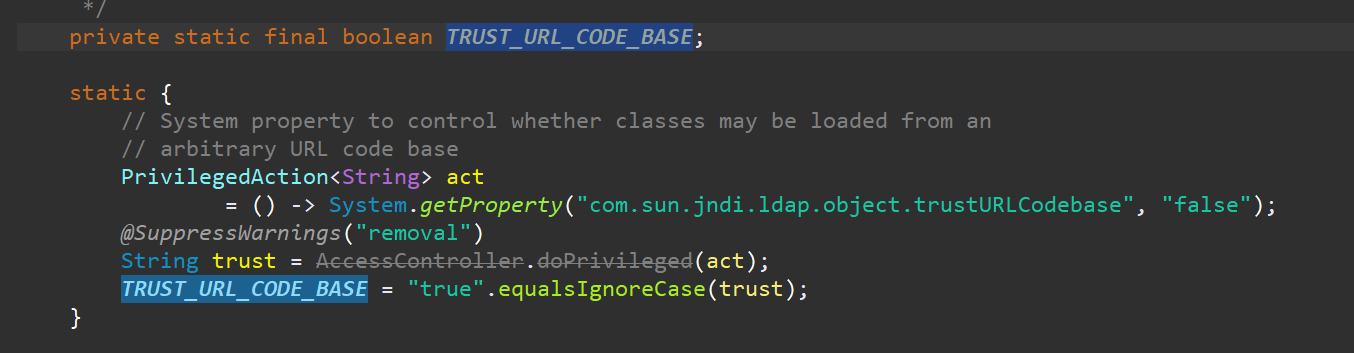 */
private static final boolean TRUST_URL_CODE_BASE;
static {
// System property to control whether classes may be loaded from an
// arbitrary URL code base
PrivilegedAction<String> act
= () -> System.getProperty("com.sun.jndi.ldap.object.trustURLCodebase", "false");
@SuppressWarnings("removal")
String trust = AccessController.doPrivileged(act);
TRUST_URL_CODE_BASE = "true".equalsIgnoreCase(trust);
}